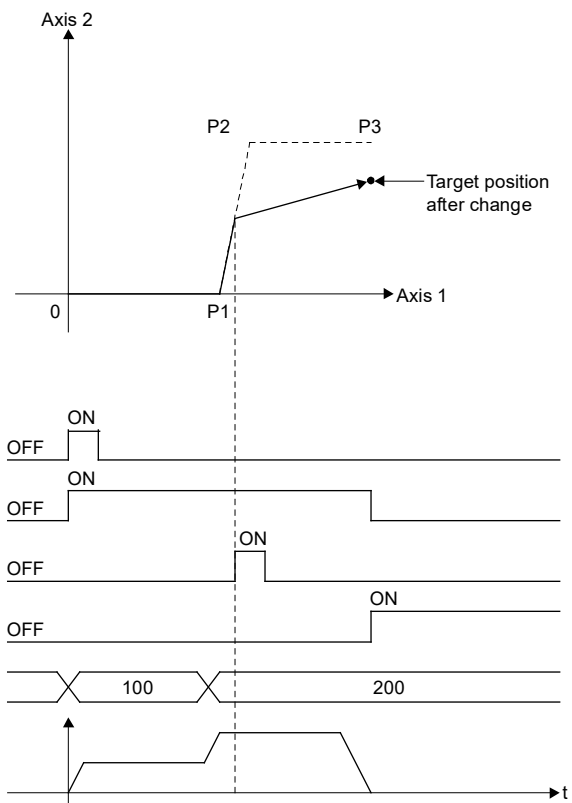 Axis 2
P2
P3
Target position
after change
Axis 1
0
P1
ON
OFF
ON
OFF
ON
OFF
ON
OFF
100
200
t